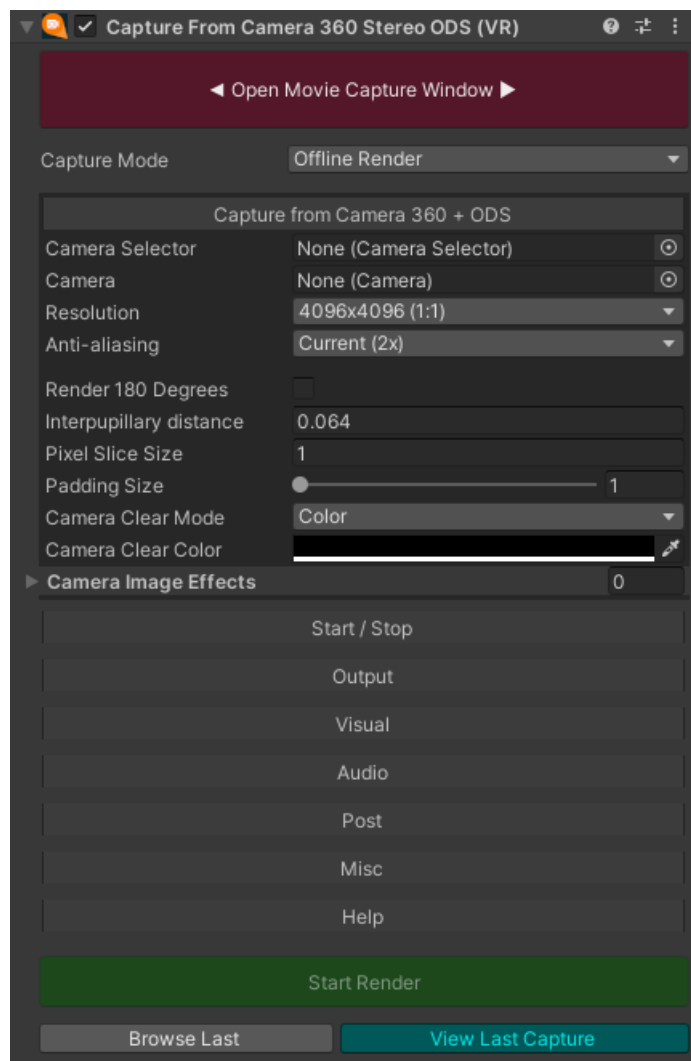 Capture From Camera 360 Stereo ODS (VR)
◄ Open Movie Capture Window ►
Capture Mode Offline Render
Capture from Camera 360 + ODS
Camera Selector None (Camera Selector)
Camera None (Camera)
Resolution 4096x4096 (1:1)
Anti-aliasing Current (2x)
Render 180 Degrees
Interpupillary distance 0.064
Pixel Slice Size 1
Padding Size 1
Camera Clear Mode Color
Camera Clear Color
Camera Image Effects 0
Start / Stop
Output
Visual
Audio
Post
Misc
Help
Start Render
Browse Last View Last Capture